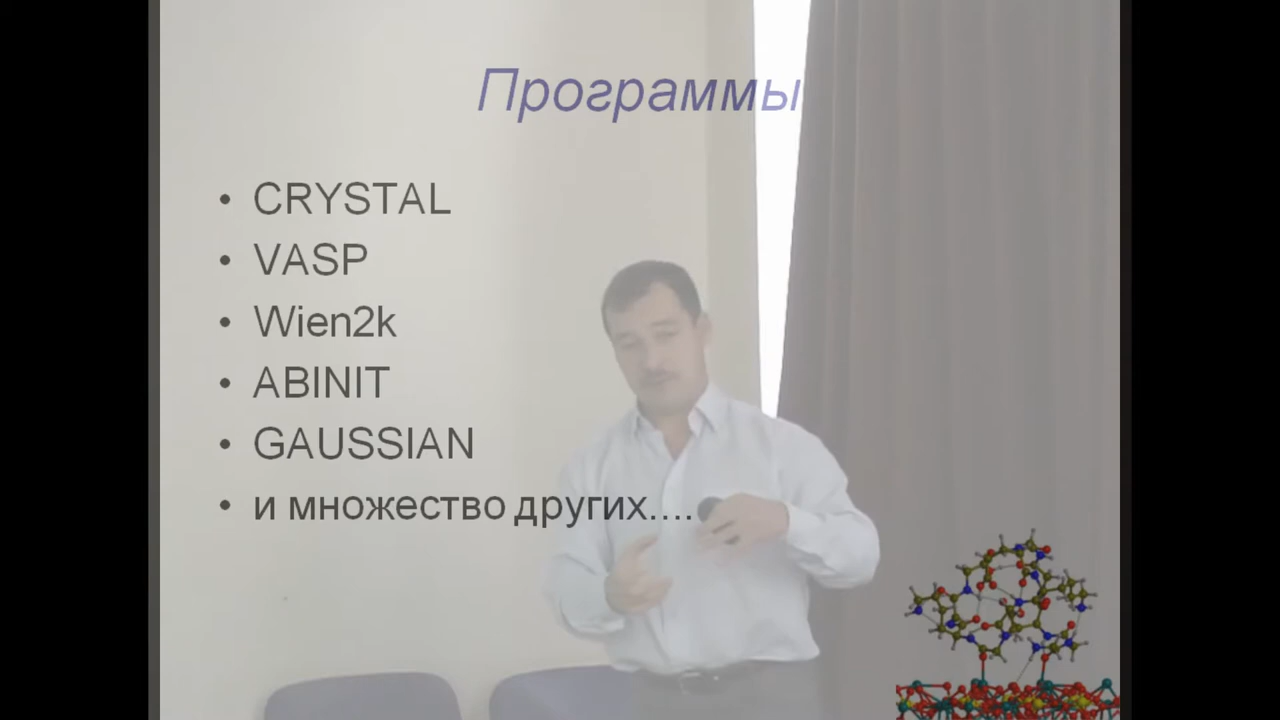 Программы
• CRYSTAL
• VASP
• Wien2k
• ABINIT
• GAUSSIAN
• и множество других....